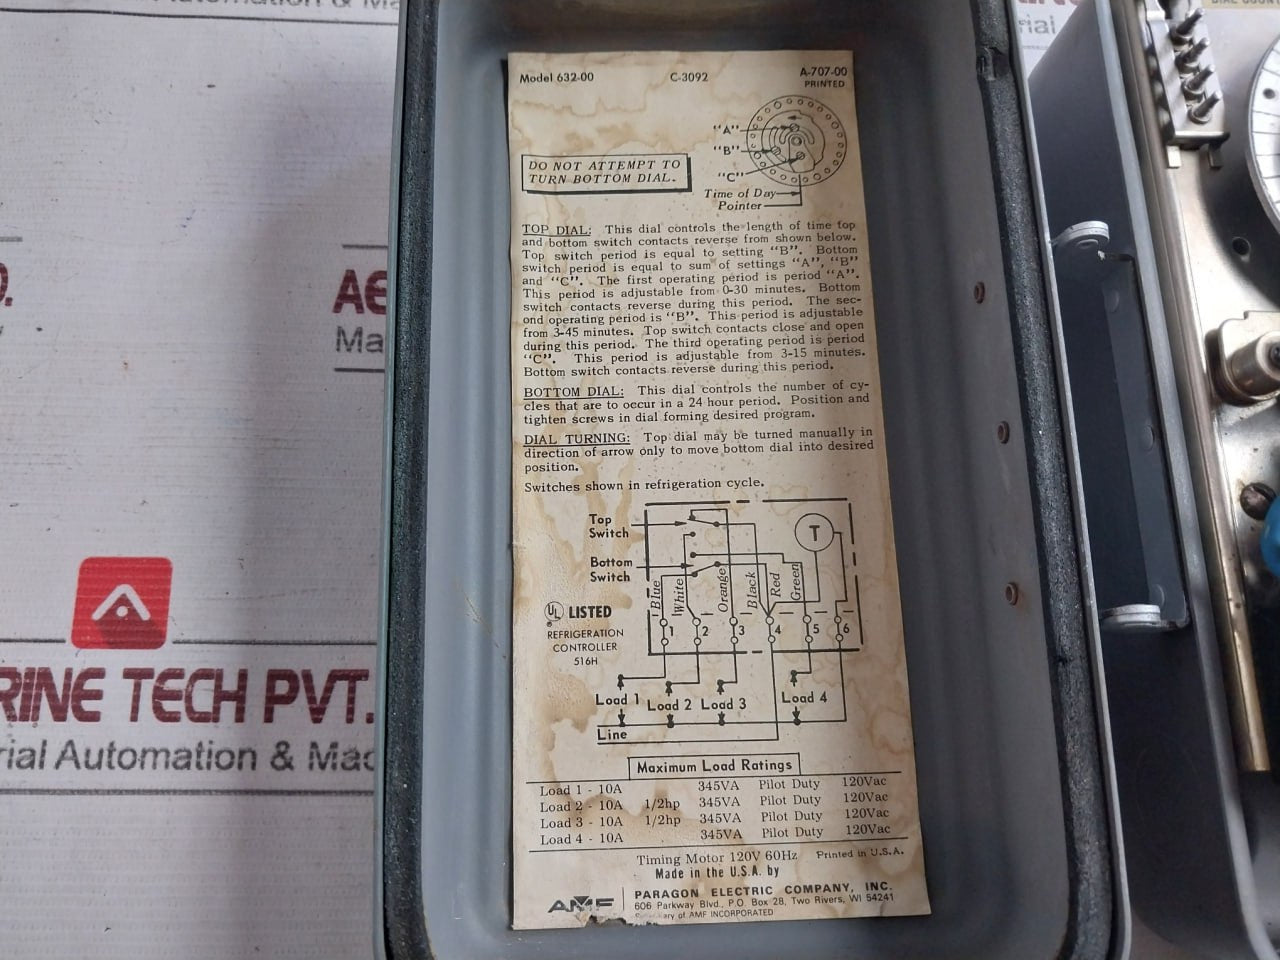 Model 632-00 C-3092 A-707-00
PRINTED
"A"
"B"
"C"
DO NOT ATTEMPT TO
TURN BOTTOM DIAL.
Time of Day
Pointer
TOP DIAL: This dial controls the length of time top
and bottom switch contacts reverse from shown below.
Top switch period is equal to setting "B". Bottom
switch period is equal to sum of settings "A", "B"
and "C". The first operating period is period "A".
This period is adjustable from 0-30 minutes. Bottom
switch contacts reverse during this period. The sec-
ond operating period is "B". This period is adjustable
from 3-45 minutes. Top switch contacts close and open
during this period. The third operating period is period
"C". This period is adjustable from 3-15 minutes.
Bottom switch contacts reverse during this period.
BOTTOM DIAL: This dial controls the number of cy-
cles that are to occur in a 24 hour period. Position and
tighten screws in dial forming desired program.
DIAL TURNING: Top dial may be turned manually in
direction of arrow only to move bottom dial into desired
position.
Switches shown in refrigeration cycle.
Top
Switch
T
Bottom
Switch
Blue
White
Orange
Black
Red
Green
UL LISTED
REFRIGERATION
CONTROLLER
516H
1 2 3 4 5 6
Load 1 Load 2 Load 3 Load 4
Line
Maximum Load Ratings
Load 1 - 10A 345VA Pilot Duty 120Vac
Load 2 - 10A 1/2hp 345VA Pilot Duty 120Vac
Load 3 - 10A 1/2hp 345VA Pilot Duty 120Vac
Load 4 - 10A 345VA Pilot Duty 120Vac
Timing Motor 120V 60Hz Printed in U.S.A.
Made in the U.S.A. by
AMF
PARAGON ELECTRIC COMPANY, INC.
606 Parkway Blvd., P.O. Box 28, Two Rivers, WI 54241
of AMF INCORPORATED
Automation &
D.
AE
Ma
RINE TECH PVT.
rial Automation & Mac
rial